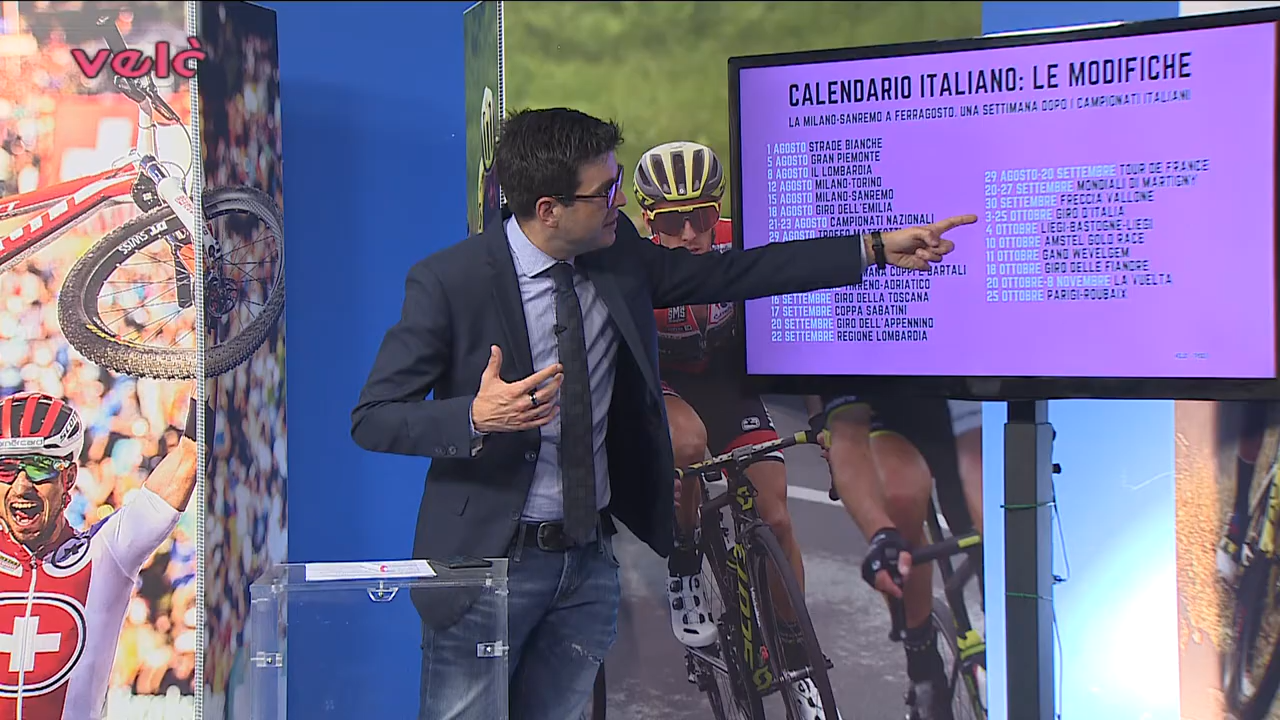 velò
CALENDARIO ITALIANO: LE MODIFICHE
LA MILANO-SANREMO A FERRAGOSTO, UNA SETTIMANA DOPO I CAMPIONATI ITALIANI
1 AGOSTO STRADE BIANCHE
5 AGOSTO GRAN PIEMONTE
8 AGOSTO IL LOMBARDIA
12 AGOSTO MILANO-TORINO
15 AGOSTO MILANO-SANREMO
18 AGOSTO GIRO DELL'EMILIA
21-23 AGOSTO CAMPIONATI NAZIONALI
29 AGOSTO
COPPI E BARTALI
TIRRENO-ADRIATICO
16 SETTEMBRE GIRO DELLA TOSCANA
17 SETTEMBRE COPPA SABATINI
20 SETTEMBRE GIRO DELL'APPENNINO
22 SETTEMBRE REGIONE LOMBARDIA
29 AGOSTO-20 SETTEMBRE TOUR DE FRANCE
20-27 SETTEMBRE MONDIALI DI MARTIGNY
30 SETTEMBRE FRECCIA VALLONE
3-25 OTTOBRE GIRO D'ITALIA
4 OTTOBRE LIEGI-BASTOGNE-LIEGI
10 OTTOBRE AMSTEL GOLD RACE
11 OTTOBRE GAND WEVELGEM
18 OTTOBRE GIRO DELLE FIANDRE
20 OTTOBRE-8 NOVEMBRE LA VUELTA
25 OTTOBRE PARIGI-ROUBAIX
DT SWISS
SCOTT